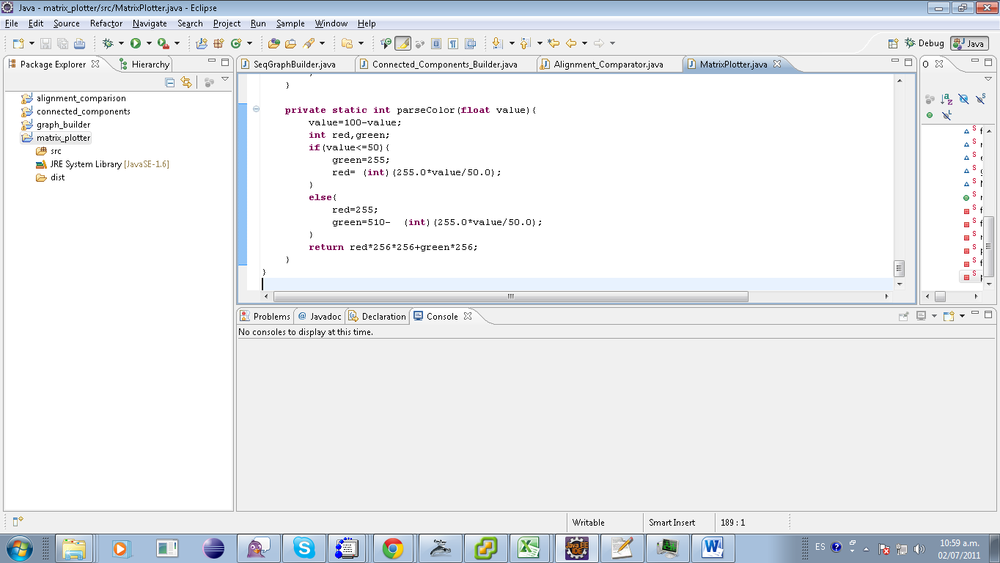 Java - matrix_plotter/src/MatrixPlotter.java - Eclipse
File Edit Source Refactor Navigate Search Project Run Sample Window Help
Debug Java
Package Explorer Hierarchy
SeqGraphBuilder.java Connected_Components_Builder.java Alignment_Comparator.java MatrixPlotter.java
O
alignment_comparison
connected_components
graph_builder
matrix_plotter
src
JRE System Library [JavaSE-1.6]
dist
}
}
private static int parseColor(float value){
value=100-value;
int red,green;
if(value<=50){
green=255;
red= (int)(255.0*value/50.0);
}
else{
red=255;
green=510- (int)(255.0*value/50.0);
}
return red*256*256+green*256;
}
}
Problems @ Javadoc Declaration Console
No consoles to display at this time.
Writable Smart Insert 189 : 1
Java EE IDE
ES
10:59 a.m.
02/07/2011